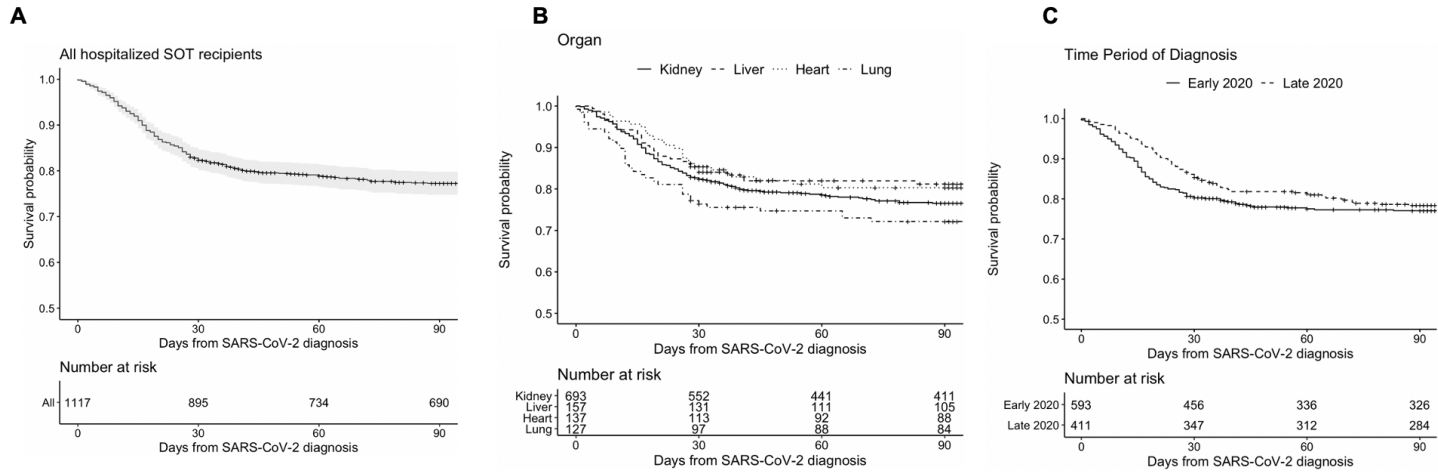 A
All hospitalized SOT recipients
Survival probability
1.0
0.9
0.8
0.7
0.6
0.5
0 30 60 90
Days from SARS-CoV-2 diagnosis
Number at risk
All 1117 895 734 690
0 30 60 90
Days from SARS-CoV-2 diagnosis
B
Organ
Kidney Liver Heart Lung
Survival probability
1.0
0.9
0.8
0.7
0.6
0.5
0 30 60 90
Days from SARS-CoV-2 diagnosis
Number at risk
Kidney 693 552 441 411
Liver 157 131 111 105
Heart 137 113 92 88
Lung 127 97 88 84
0 30 60 90
Days from SARS-CoV-2 diagnosis
C
Time Period of Diagnosis
Early 2020 Late 2020
Survival probability
1.0
0.9
0.8
0.7
0.6
0.5
0 30 60 90
Days from SARS-CoV-2 diagnosis
Number at risk
Early 2020 593 456 336 326
Late 2020 411 347 312 284
0 30 60 90
Days from SARS-CoV-2 diagnosis